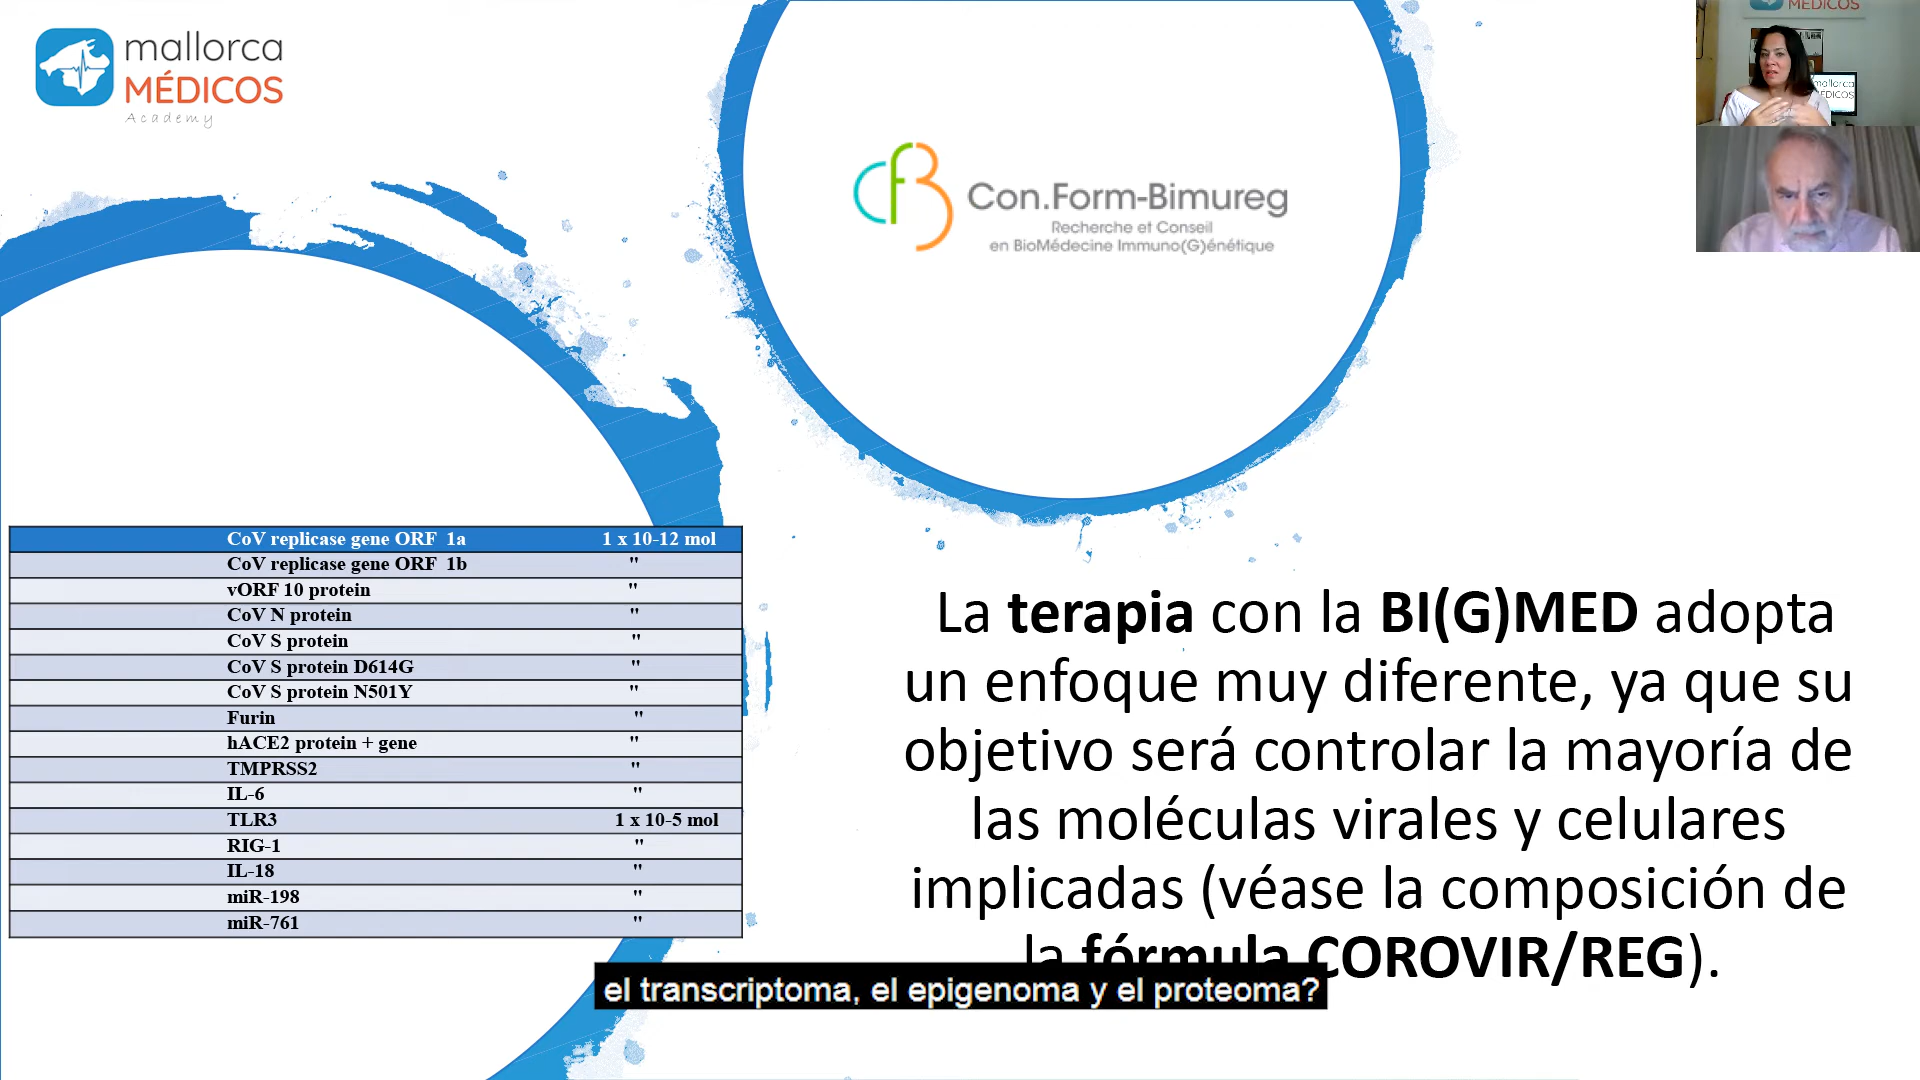 mallorca
MÉDICOS
Academy
Con.Form-Bimureg
Recherche et Conseil
en BioMédecine Immuno(G)énétique
MÉDICOS
mallorca
MÉDICOS
CoV replicase gene ORF 1a 1 x 10-12 mol
CoV replicase gene ORF 1b "
vORF 10 protein "
CoV N protein "
CoV S protein "
CoV S protein D614G "
CoV S protein N501Y "
Furin "
hACE2 protein + gene "
TMPRSS2 "
IL-6 "
TLR3 1 x 10-5 mol
RIG-1 "
IL-18 "
miR-198 "
miR-761 "
La terapia con la BI(G)MED adopta
un enfoque muy diferente, ya que su
objetivo será controlar la mayoría de
las moléculas virales y celulares
implicadas (véase la composición de
la fórmula COROVIR/REG).
el transcriptoma, el epigenoma y el proteoma?